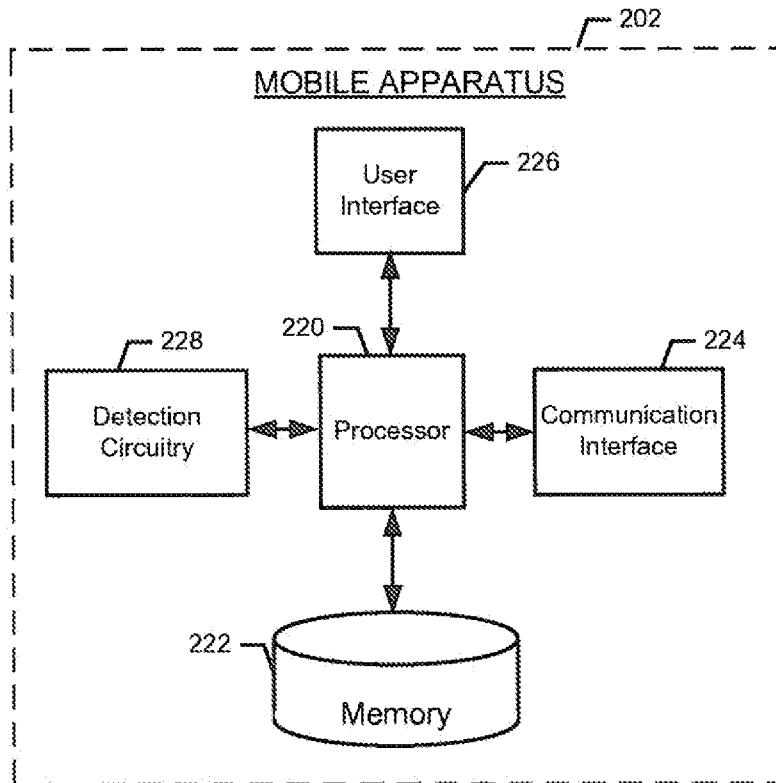 202
MOBILE APPARATUS
User
Interface
226
220
228
224
Detection
Circuitry
Processor
Communication
Interface
222
Memory